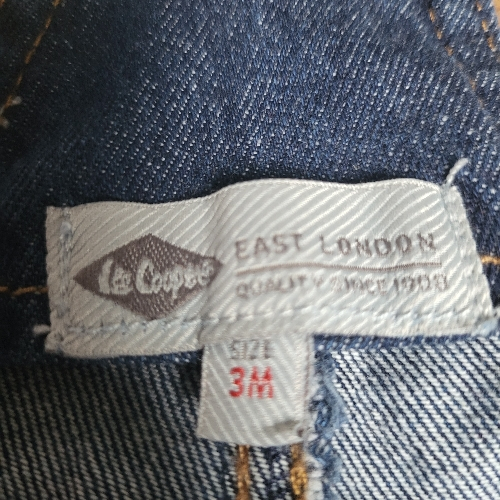 Lee Cooper
EAST LONDON
QUALITY SINCE 1908
SIZE
3M